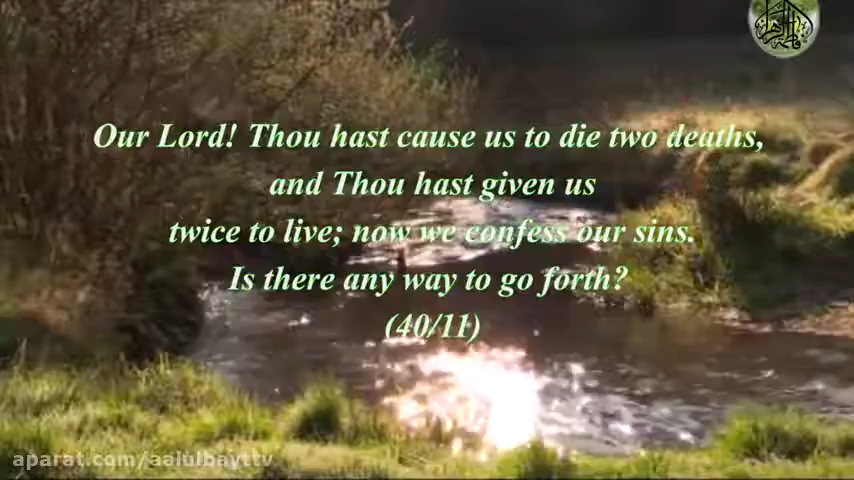 Our Lord! Thou hast cause us to die two deaths,
and Thou hast given us
twice to live; now we confess our sins.
Is there any way to go forth?
(40/11)
aparat.com/aalulbayttv